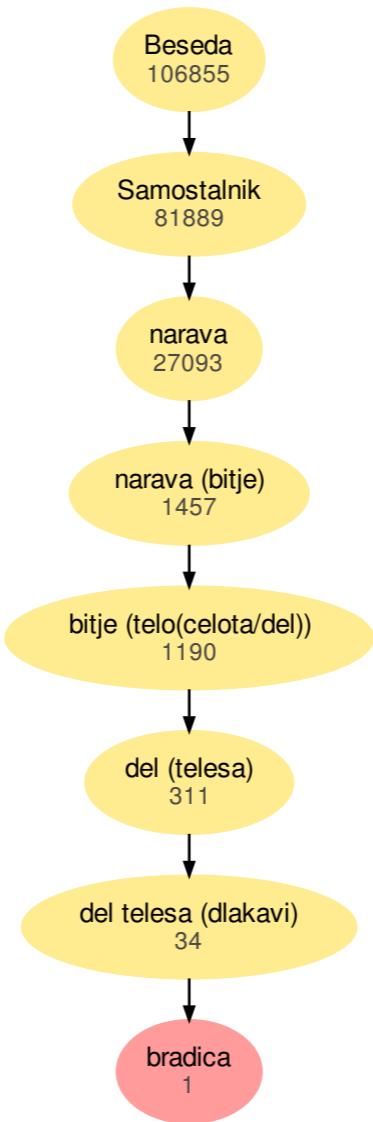 Beseda
106855
Samostalnik
81889
narava
27093
narava (bitje)
1457
bitje (telo(celota/del))
1190
del (telesa)
311
del telesa (dlakavi)
34
bradica
1